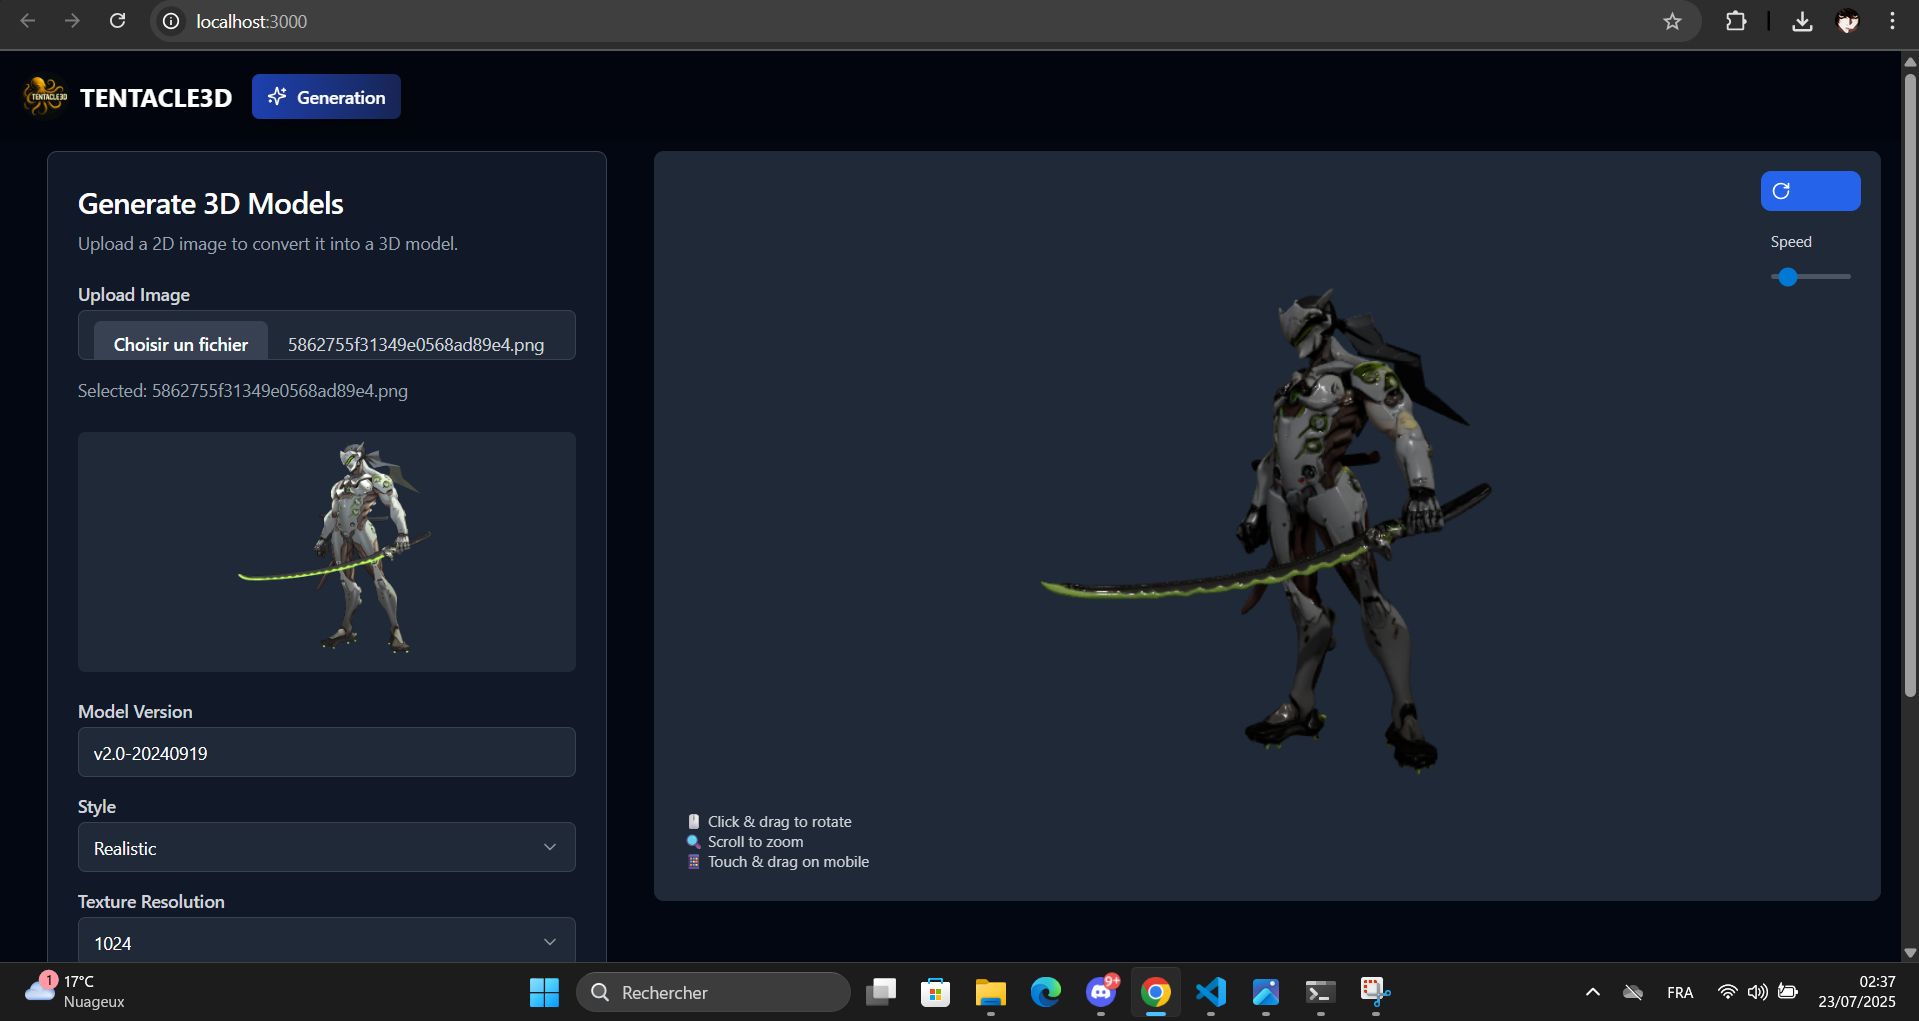 localhost:3000
TENTACLE3D
TENTACLE3D
Generation
Generate 3D Models
Upload a 2D image to convert it into a 3D model.
Upload Image
Choisir un fichier
5862755f31349e0568ad89e4.png
Selected: 5862755f31349e0568ad89e4.png
Model Version
v2.0-20240919
Style
Realistic
Texture Resolution
1024
Speed
Click & drag to rotate
Scroll to zoom
Touch & drag on mobile
1
17°C
Nuageux
Rechercher
9+
FRA
02:37
23/07/2025